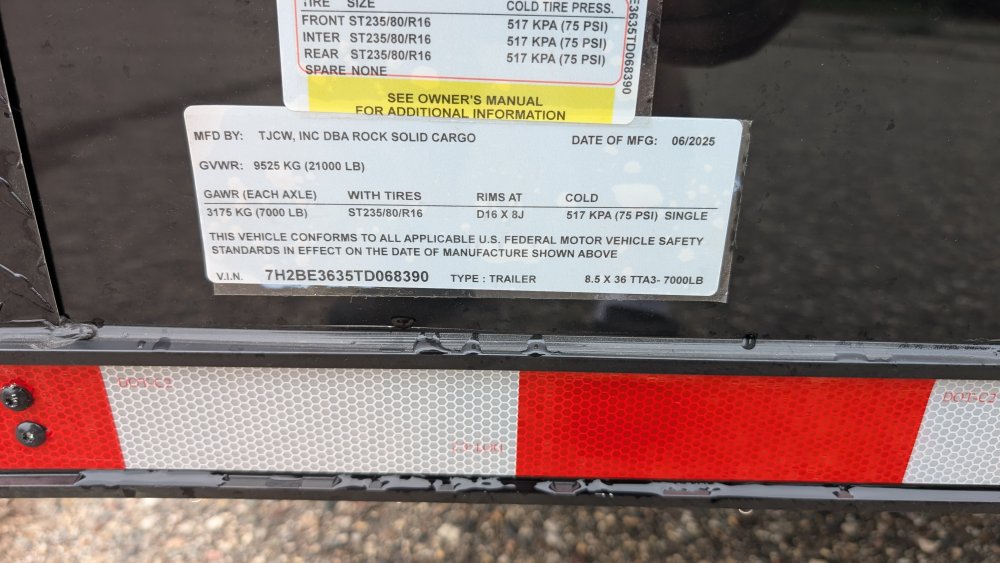 TIRE SIZE COLD TIRE PRESS.
FRONT ST235/80/R16 517 KPA (75 PSI)
INTER ST235/80/R16 517 KPA (75 PSI)
REAR ST235/80/R16 517 KPA (75 PSI)
SPARE NONE
E3635TD068390
SEE OWNER'S MANUAL
FOR ADDITIONAL INFORMATION
MFD BY: TJCW, INC DBA ROCK SOLID CARGO DATE OF MFG: 06/2025
GVWR: 9525 KG (21000 LB)
GAWR (EACH AXLE) WITH TIRES RIMS AT COLD
3175 KG (7000 LB) ST235/80/R16 D16 X 8J 517 KPA (75 PSI) SINGLE
THIS VEHICLE CONFORMS TO ALL APPLICABLE U.S. FEDERAL MOTOR VEHICLE SAFETY
STANDARDS IN EFFECT ON THE DATE OF MANUFACTURE SHOWN ABOVE
V.I.N. 7H2BE3635TD068390 TYPE : TRAILER 8.5 X 36 TTA3- 7000LB
DOT-C2
DOT-C2
DOT-C2